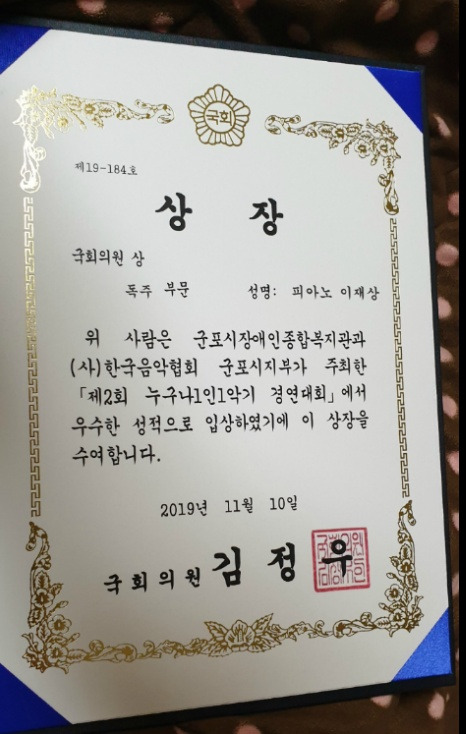 국회
제19-184호
상 장
국회의원 상
독주 부문 성명: 피아노 이재상
위 사람은 군포시장애인종합복지관과
(사)한국음악협회 군포시지부가 주최한
「제2회 누구나1인1악기 경연대회」에서
우수한 성적으로 입상하였기에 이 상장을
수여합니다.
2019년 11월 10일
국회의원 김 정 우